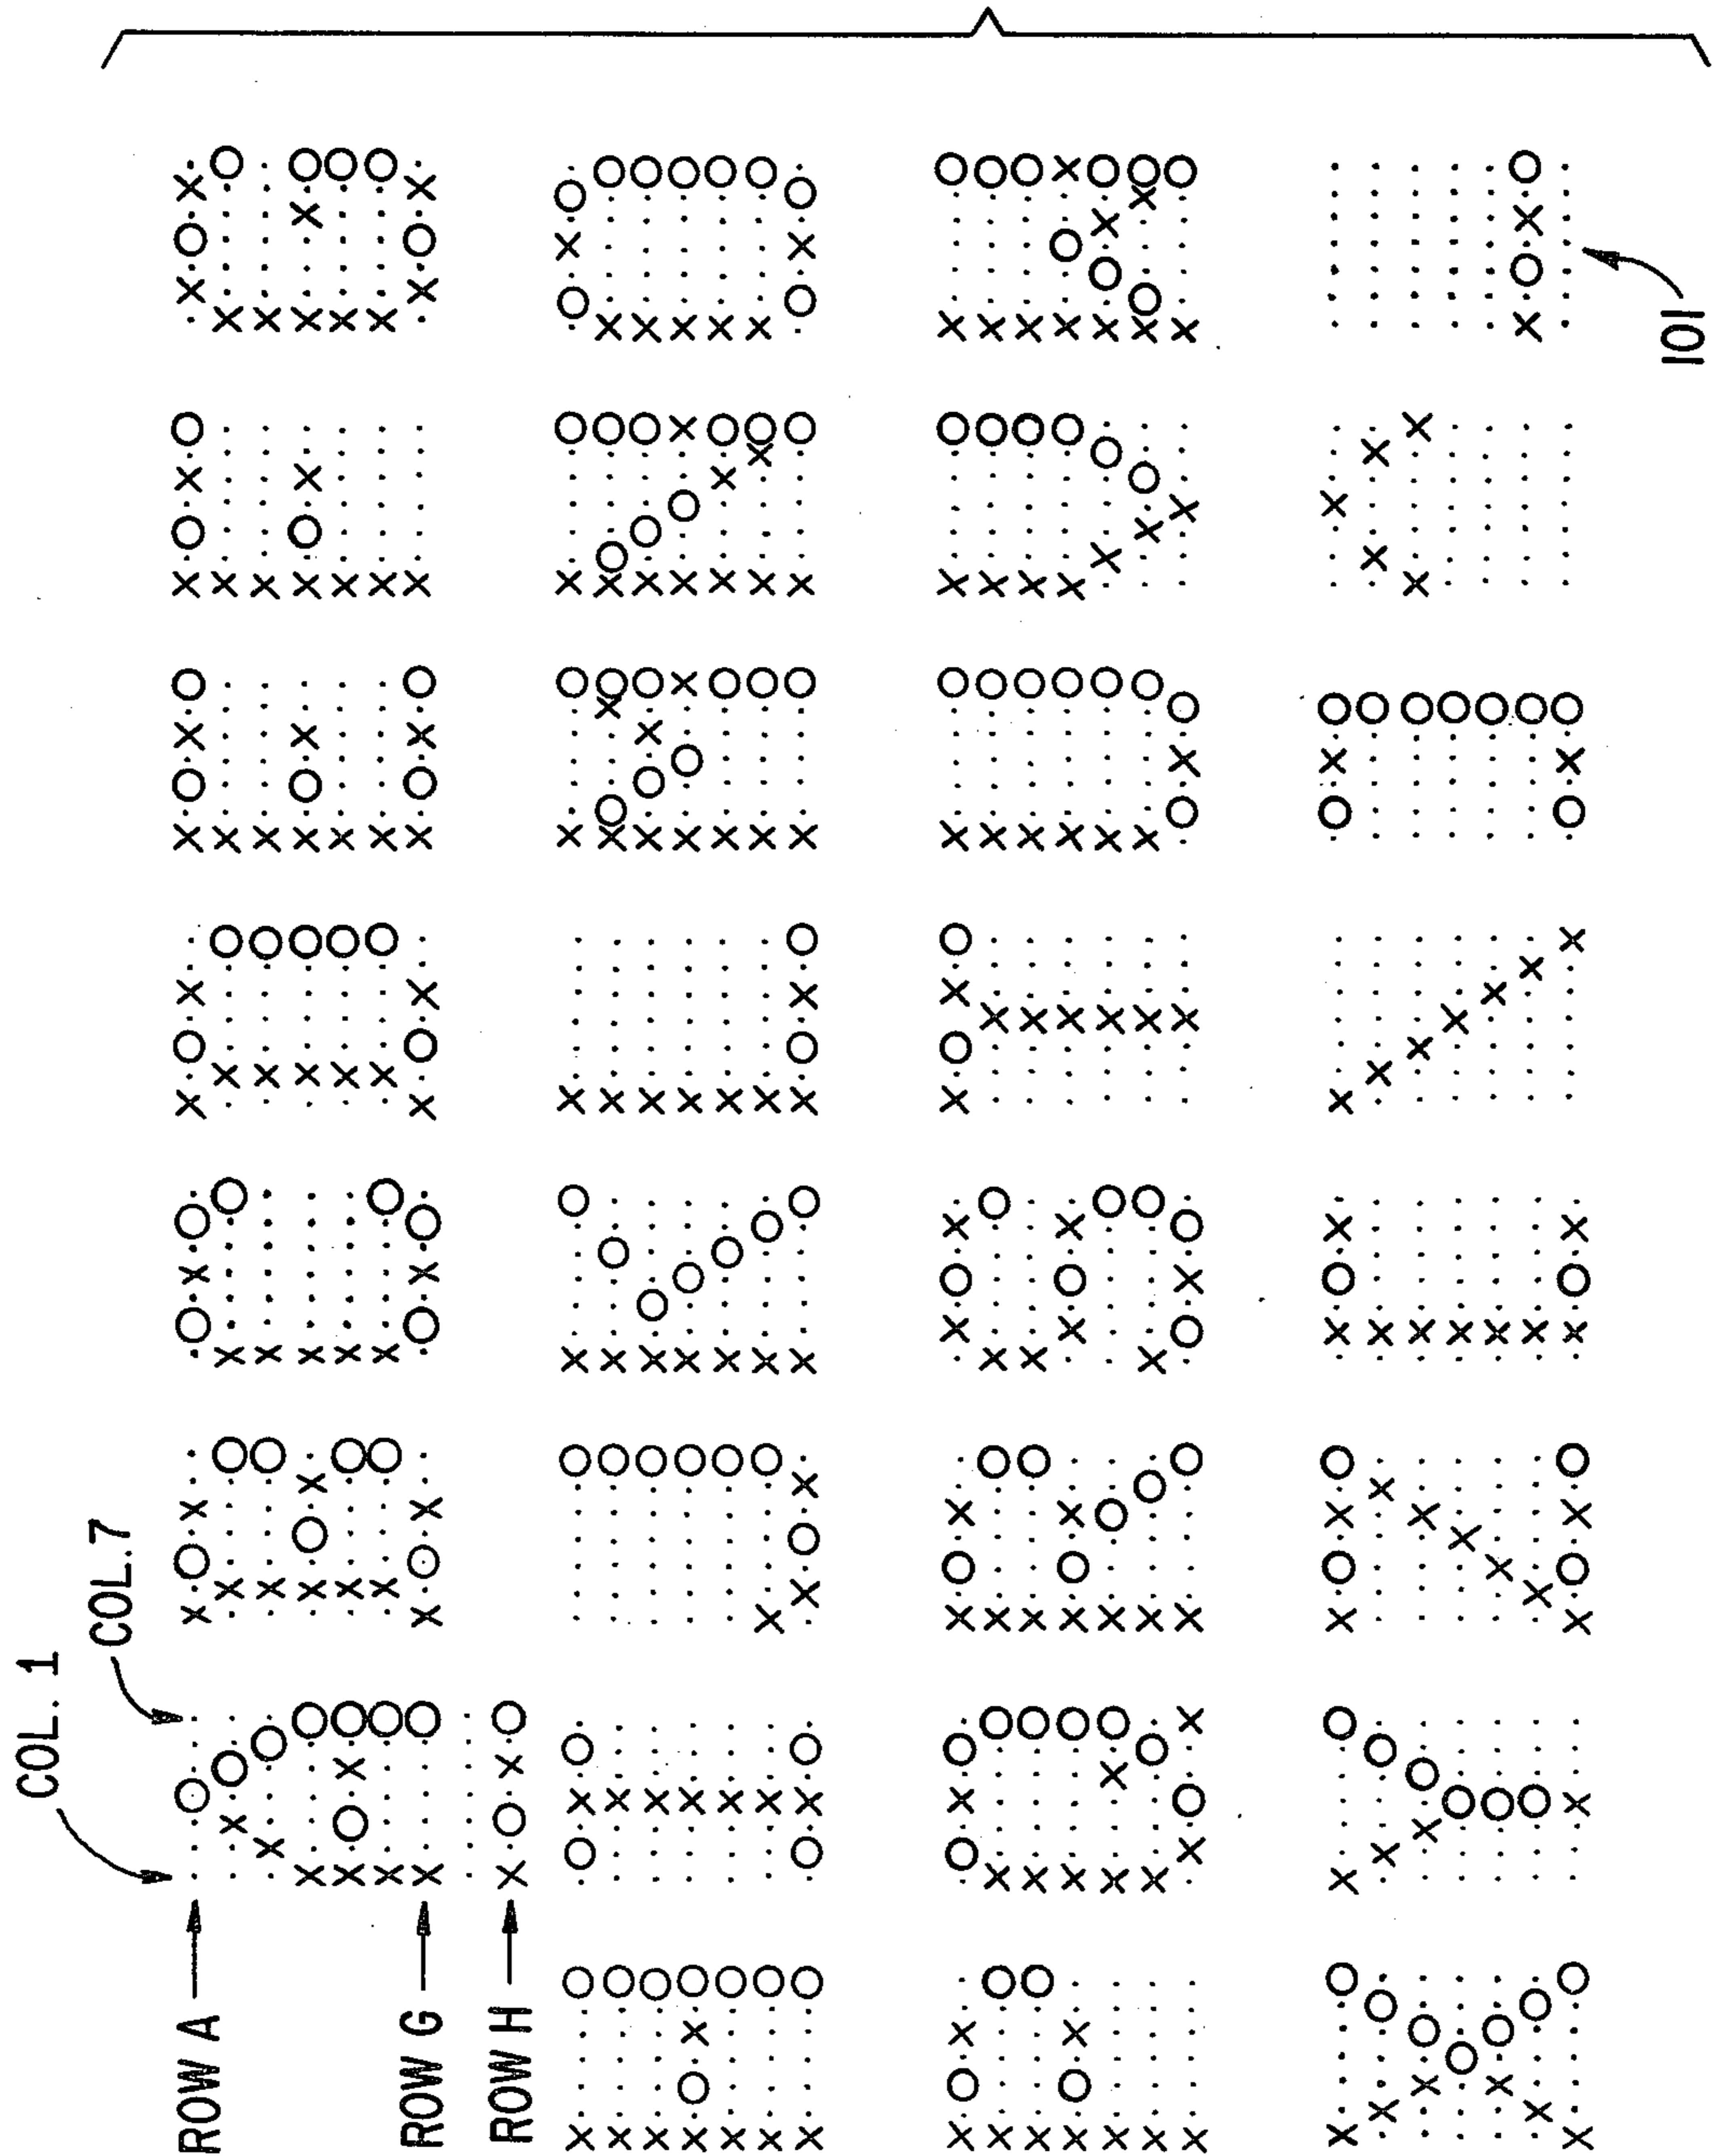 COL. 1
COL.7
ROW A
ROW G
ROW H
A B C D E F G
H I J K L M N O
P Q R S T U V W
X Y Z [ \ ] ^ _
101